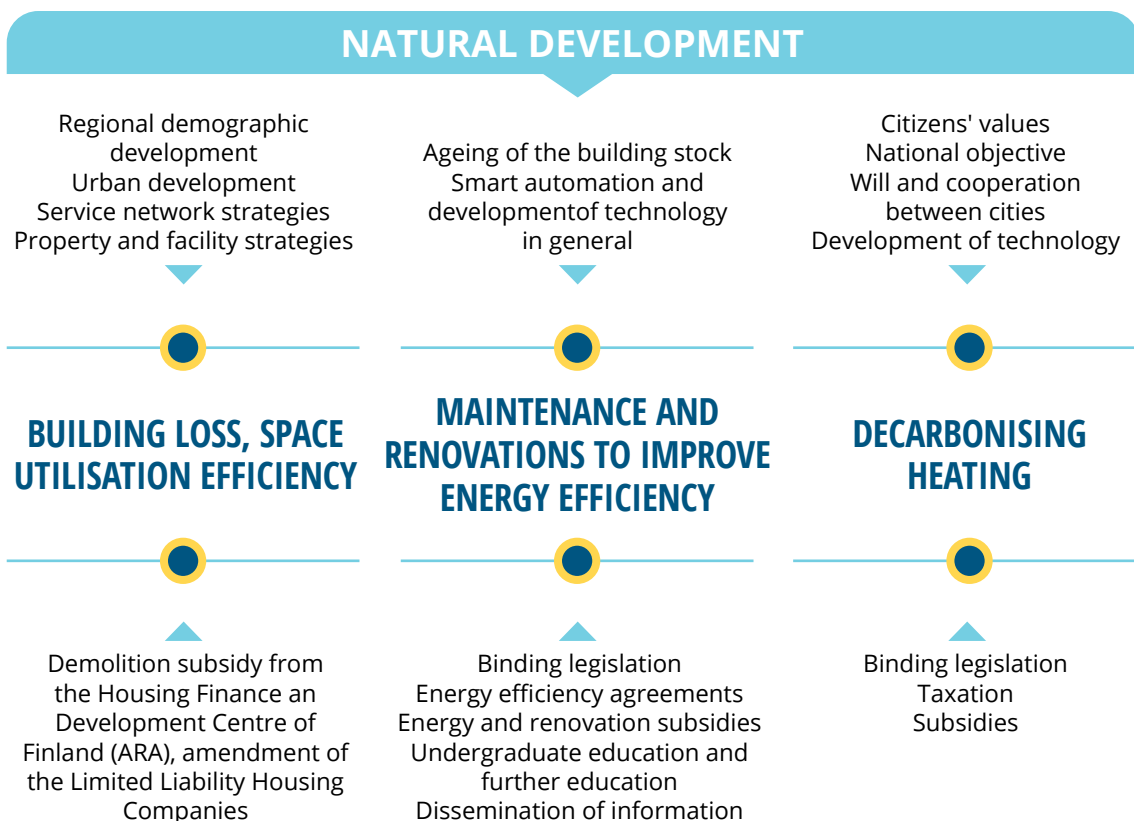 NATURAL DEVELOPMENT
Regional demographic
development
Urban development
Service network strategies
Property and facility strategies
Ageing of the building stock
Smart automation and
developmentof technology
in general
Citizens' values
National objective
Will and cooperation
between cities
Development of technology
BUILDING LOSS, SPACE
UTILISATION EFFICIENCY
MAINTENANCE AND
RENOVATIONS TO IMPROVE
ENERGY EFFICIENCY
DECARBONISING
HEATING
Demolition subsidy from
the Housing Finance an
Development Centre of
Finland (ARA), amendment of
the Limited Liability Housing
Companies
Binding legislation
Energy efficiency agreements
Energy and renovation subsidies
Undergraduate education and
further education
Dissemination of information
Binding legislation
Taxation
Subsidies